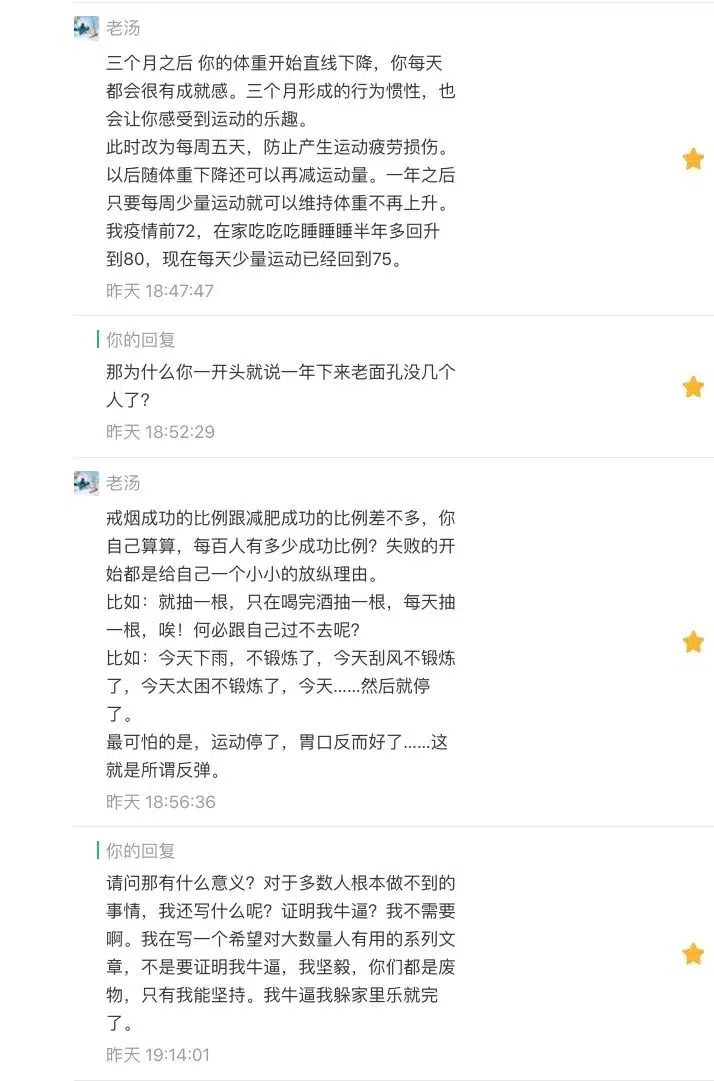 老汤
三个月之后 你的体重开始直线下降，你每天
都会很有成就感。三个月形成的行为惯性，也
会让你感受到运动的乐趣。
此时改为每周五天，防止产生运动疲劳损伤。
以后随体重下降还可以再减运动量。一年之后
只要每周少量运动就可以维持体重不再上升。
我疫情前72，在家吃吃吃睡睡睡半年多回升
到80，现在每天少量运动已经回到75。
昨天 18:47:47
你的回复
那为什么你一开头就说一年下来老面孔没几个
人了?
昨天 18:52:29
老汤
戒烟成功的比例跟减肥成功的比例差不多，你
自己算算，每百人有多少成功比例？失败的开
始都是给自己一个小小的放纵理由。
比如：就抽一根，只在喝完酒抽一根，每天抽
一根，唉！何必跟自己过不去呢?
比如：今天下雨，不锻炼了，今天刮风不锻炼
了，今天太困不锻炼了，今天……然后就停
了。
最可怕的是，运动停了，胃口反而好了……这
就是所谓反弹。
昨天 18:56:36
你的回复
请问那有什么意义？对于多数人根本做不到的
事情，我还写什么呢？证明我牛逼？我不需要
啊。我在写一个希望对大数量人有用的系列文
章，不是要证明我牛逼，我坚毅，你们都是废
物，只有我能坚持。我牛逼我躲家里乐就完
了。
昨天 19:14:01